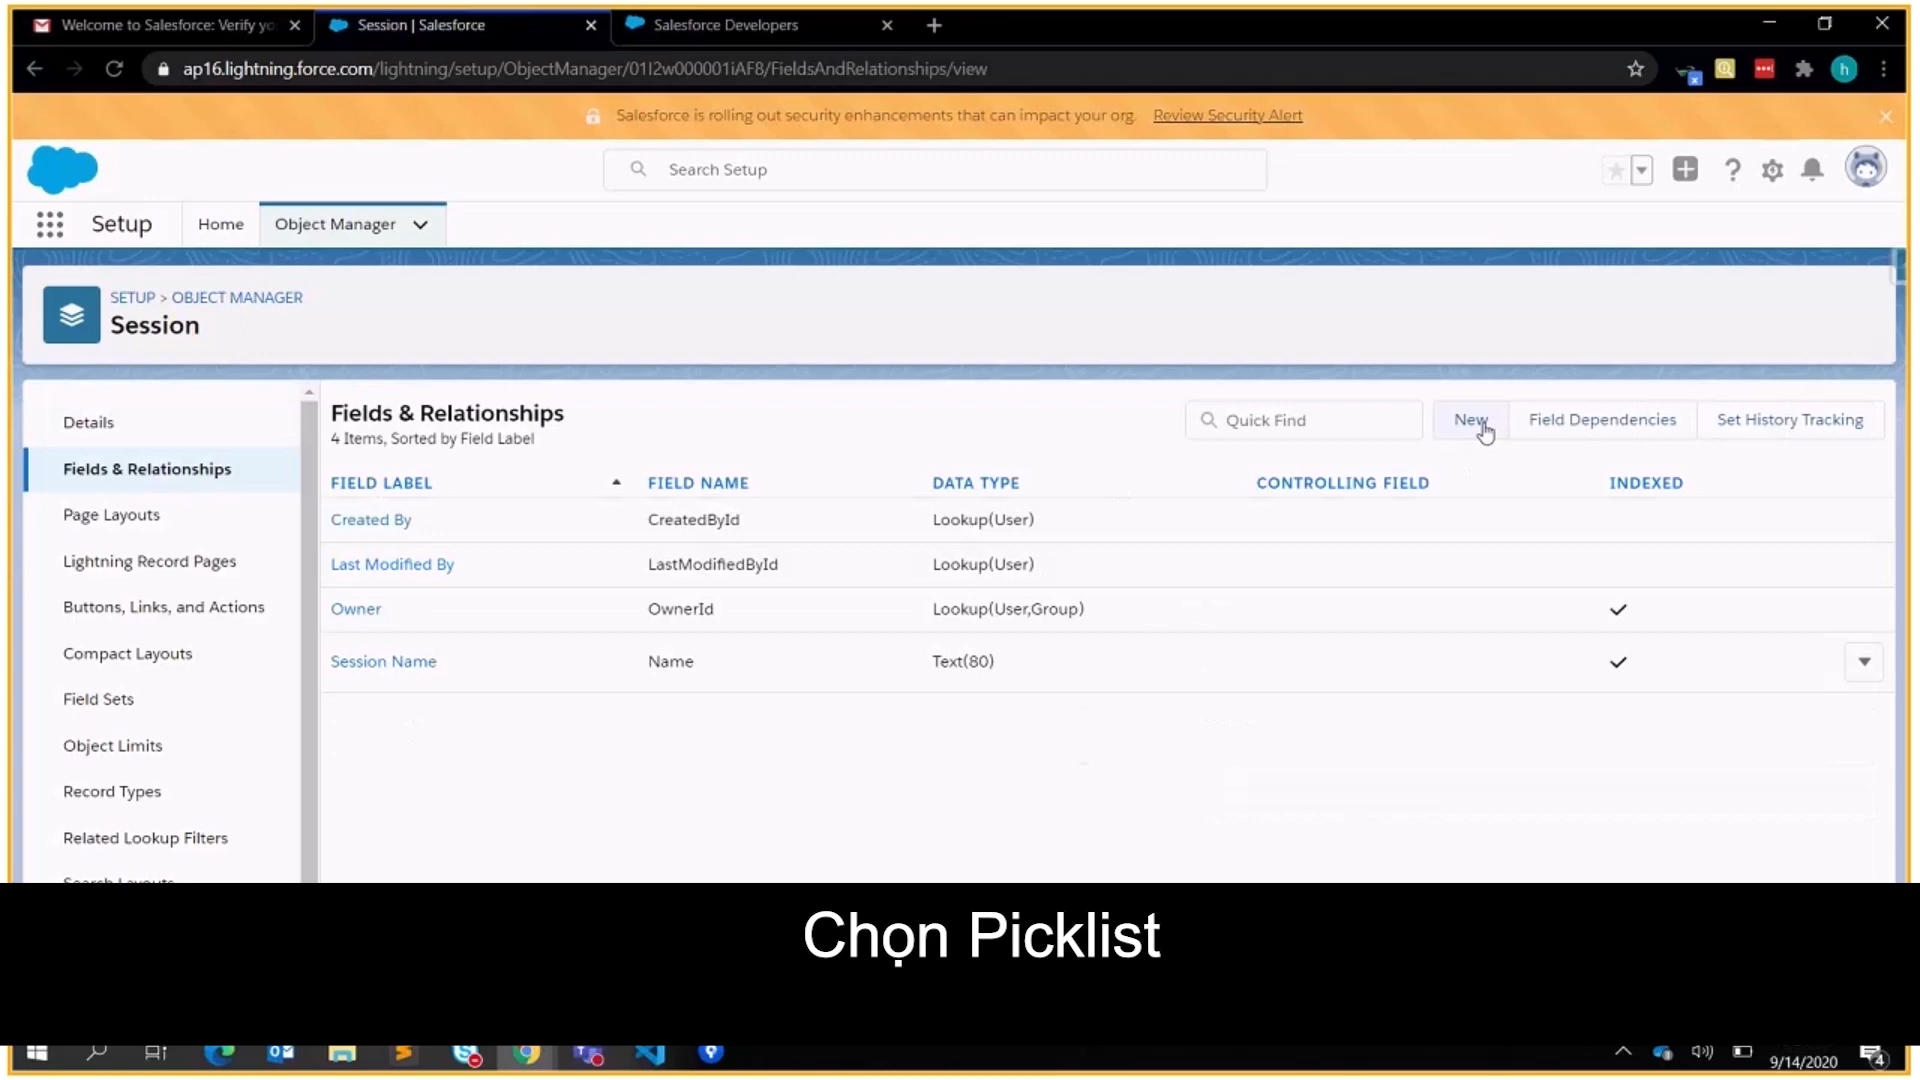 Welcome to Salesforce: Verify yo
Session | Salesforce
Salesforce Developers
ap16.lightning.force.com/lightning/setup/ObjectManager/01I2w000001iAF8/FieldsAndRelationships/view
h
Salesforce is rolling out security enhancements that can impact your org. Review Security Alert
Search Setup
Setup
Home
Object Manager
SETUP > OBJECT MANAGER
Session
Details
Fields & Relationships
Page Layouts
Lightning Record Pages
Buttons, Links, and Actions
Compact Layouts
Field Sets
Object Limits
Record Types
Related Lookup Filters
Search Layouts
Fields & Relationships
4 Items, Sorted by Field Label
Quick Find
New
Field Dependencies
Set History Tracking
FIELD LABEL FIELD NAME DATA TYPE CONTROLLING FIELD INDEXED
Created By CreatedById Lookup(User)
Last Modified By LastModifiedById Lookup(User)
Owner OwnerId Lookup(User,Group)
Session Name Name Text(80)
Chọn Picklist
9/14/2020
4